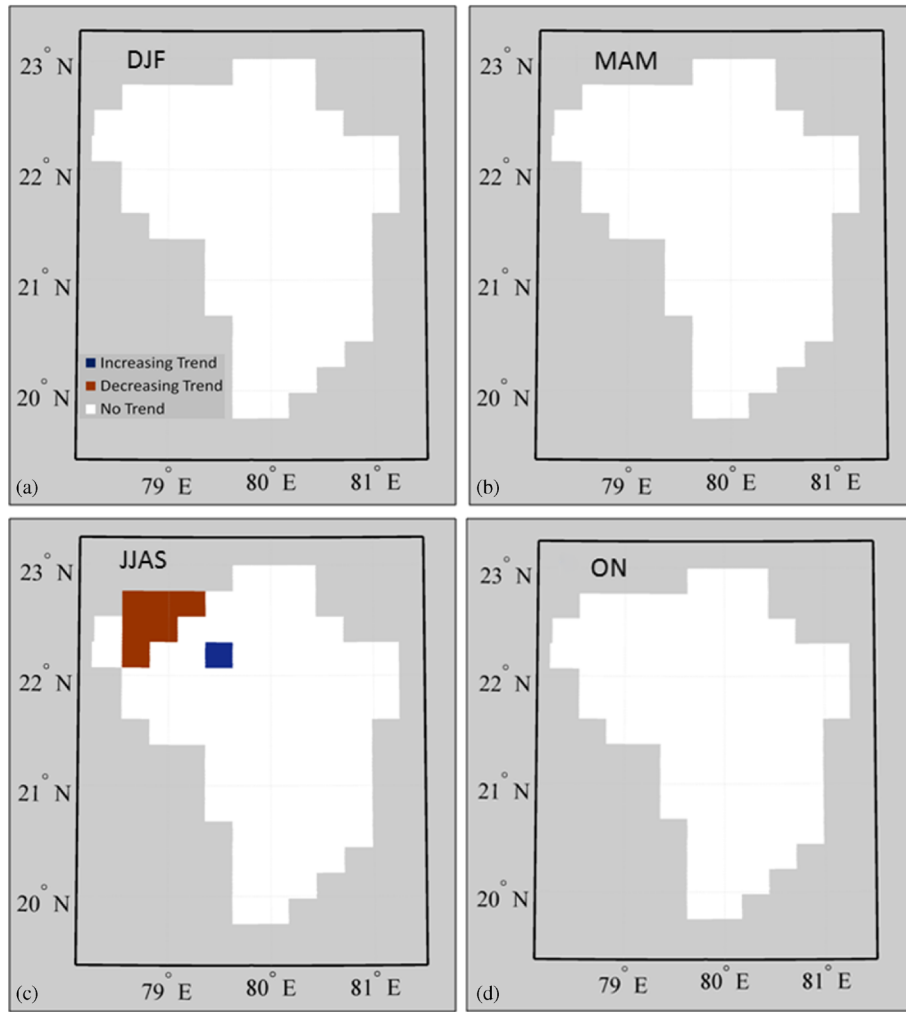 DJF
23° N
22° N
21° N
20° N
Increasing Trend
Decreasing Trend
No Trend
79° E 80° E 81° E
(a)
MAM
23° N
22° N
21° N
20° N
79° E 80° E 81° E
(b)
JJAS
23° N
22° N
21° N
20° N
79° E 80° E 81° E
(c)
ON
23° N
22° N
21° N
20° N
79° E 80° E 81° E
(d)